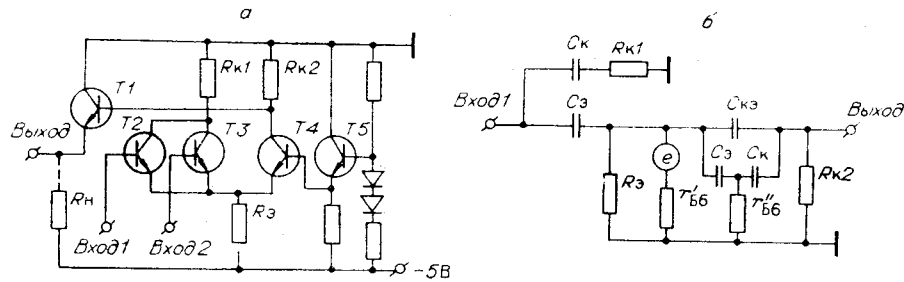 а
Rк1
Rк2
T1
Выход
T2
T3
T4
T5
Rн
Rэ
Вход1
Вход2
-5В
б
Cк
Rк1
Вход1
Cэ
Cкэ
Выход
e
Cэ
Cк
Rэ
r'бб
r''бб
Rк2